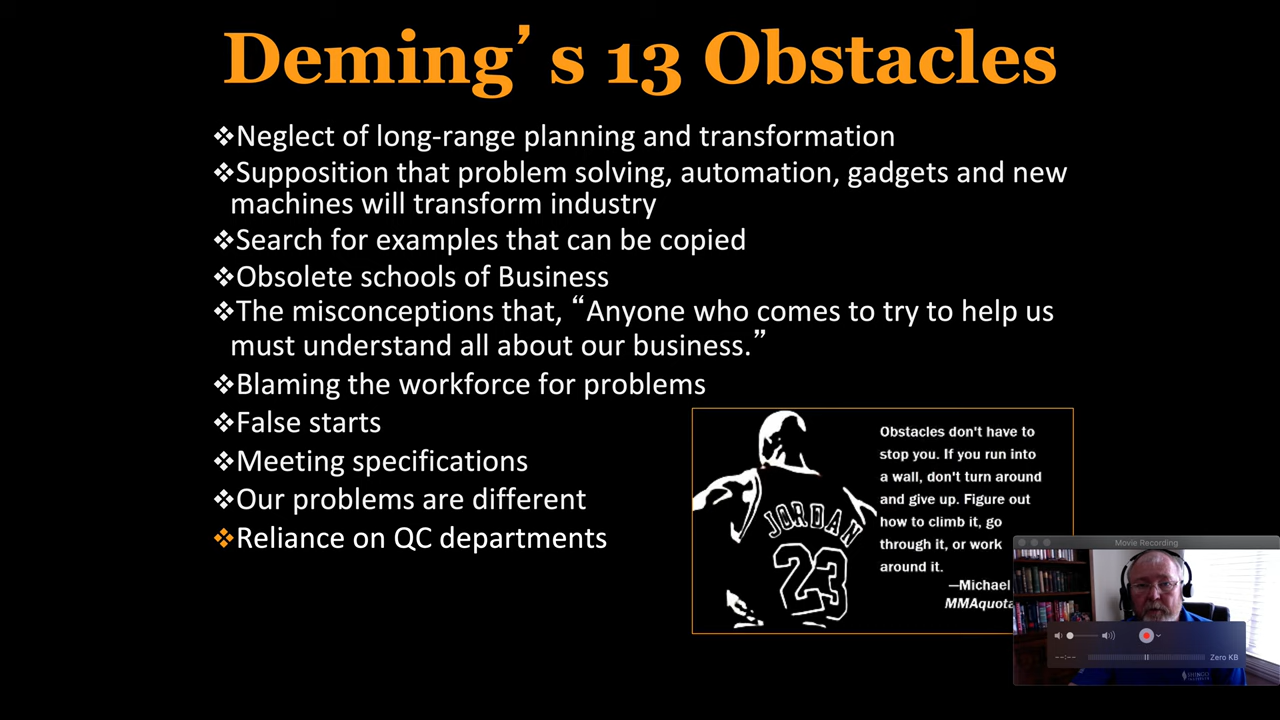 Deming's 13 Obstacles
❖Neglect of long-range planning and transformation
❖Supposition that problem solving, automation, gadgets and new
machines will transform industry
❖Search for examples that can be copied
❖Obsolete schools of Business
❖The misconceptions that, “Anyone who comes to try to help us
must understand all about our business.”
❖Blaming the workforce for problems
❖False starts
❖Meeting specifications
❖Our problems are different
❖Reliance on QC departments
Obstacles don't have to
stop you. If you run into
a wall, don't turn around
and give up. Figure out
how to climb it, go
through it, or work
around it.
—Michael
MMAquota
JORDAN
23
Movie Recording
--:--
Zero KB